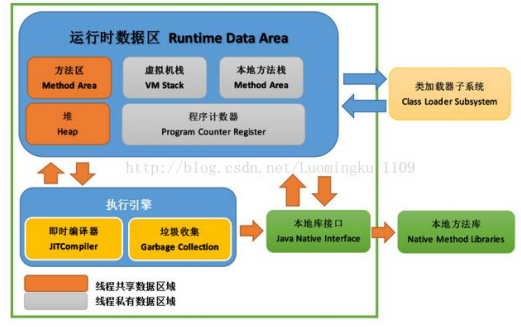 运行时数据区 Runtime Data Area
方法区
Method Area
虚拟机栈
VM Stack
本地方法栈
Method Area
堆
Heap
程序计数器
Program Counter Register
类加载器子系统
Class Loader Subsystem
http://blog.csdn.net/Luomingkui1109
执行引擎
即时编译器
JITCompiler
垃圾收集
Garbage Collection
本地库接口
Java Native Interface
本地方法库
Native Method Libraries
线程共享数据区域
线程私有数据区域